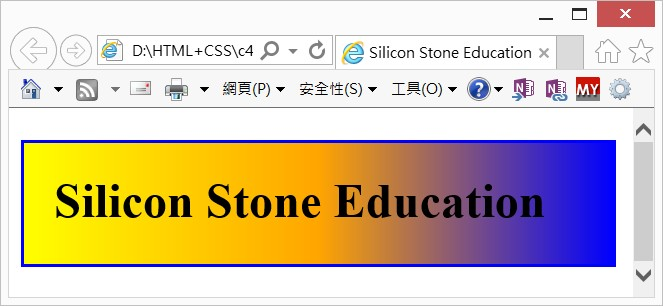 D:\HTML+CSS\c4
Silicon Stone Education
網頁(P) 安全性(S) 工具(O) ? N N MY
Silicon Stone Education